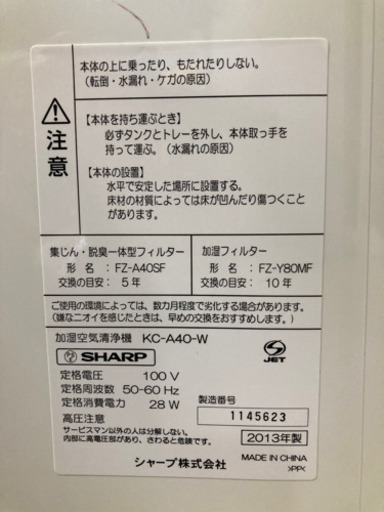 本体の上に乗ったり、もたれたりしない。
（転倒・水漏れ・ケガの原因）
注意
【本体を持ち運ぶとき】
必ずタンクとトレーを外し、本体取っ手を
持って運ぶ。（水漏れの原因）
【本体の設置】
水平で安定した場所に設置する。
床材の材質によっては床が凹んだり傷つくことが
あります。
集じん・脱臭一体型フィルター
形 名：FZ-A40SF
交換の目安：5 年
加湿フィルター
形 名：FZ-Y80MF
交換の目安：10 年
ご使用の環境によっては、数カ月程度で劣化する場合があります。
（嫌なニオイを感じたときは、早めの交換をおすすめします）
加湿空気清浄機 KC-A40-W
SHARP
JET
定格電圧 100 V
定格周波数 50-60 Hz
定格消費電力 28 W
高圧注意
サービスマン以外の人は分解しない。
内部に高電圧部があり、さわると危険です。
製造番号
1145623
2013年製
シャープ株式会社
MADE IN CHINA
>PP<